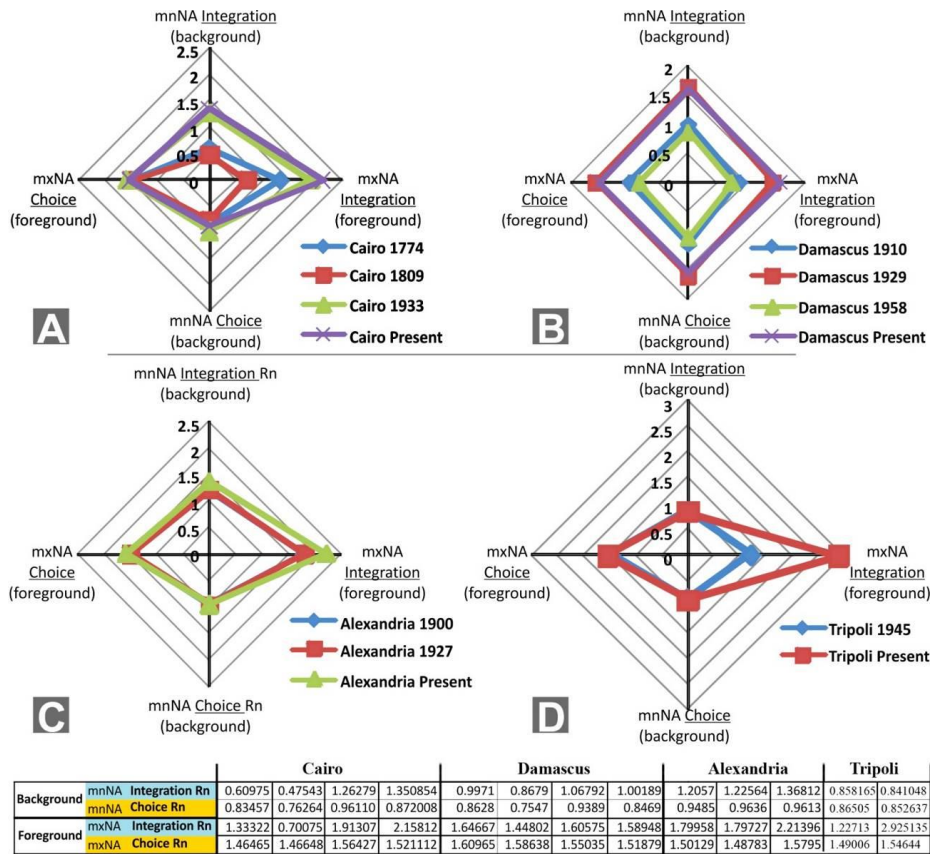 A
mnNA Integration
(background)
2.5
2
1.5
1
0.5
0
mxNA
Choice
(foreground)
mxNA
Integration
(foreground)
Cairo 1774
Cairo 1809
Cairo 1933
Cairo Present
mnNA Choice
(background)
B
mnNA Integration
(background)
2
1.5
1
0.5
0
mxNA
Choice
(foreground)
mxNA
Integration
(foreground)
Damascus 1910
Damascus 1929
Damascus 1958
Damascus Present
mnNA Choice
(background)
C
mnNA Integration Rn
(background)
2.5
2
1.5
1
0.5
0
mxNA
Choice
(foreground)
mxNA
Integration
(foreground)
Alexandria 1900
Alexandria 1927
Alexandria Present
mnNA Choice Rn
(background)
D
mnNA Integration
(background)
3
2.5
2
1.5
1
0.5
0
mxNA
Choice
(foreground)
mxNA
Integration
(foreground)
Tripoli 1945
Tripoli Present
mnNA Choice
(background)
Cairo Damascus Alexandria Tripoli
Background mnNA Integration Rn 0.60975 0.47543 1.26279 1.350854 0.9971 0.8679 1.06792 1.00189 1.2057 1.22564 1.36812 0.858165 0.841048
mnNA Choice Rn 0.83457 0.76264 0.96110 0.872008 0.8628 0.7547 0.9389 0.8469 0.9485 0.9636 0.9613 0.86505 0.852637
Foreground mxNA Integration Rn 1.33322 0.70075 1.91307 2.15812 1.64667 1.44802 1.60575 1.58948 1.79958 1.79727 2.21396 1.22713 2.925135
mxNA Choice Rn 1.46465 1.46648 1.56427 1.521112 1.60965 1.58638 1.55035 1.51879 1.50129 1.48783 1.5795 1.49006 1.54644